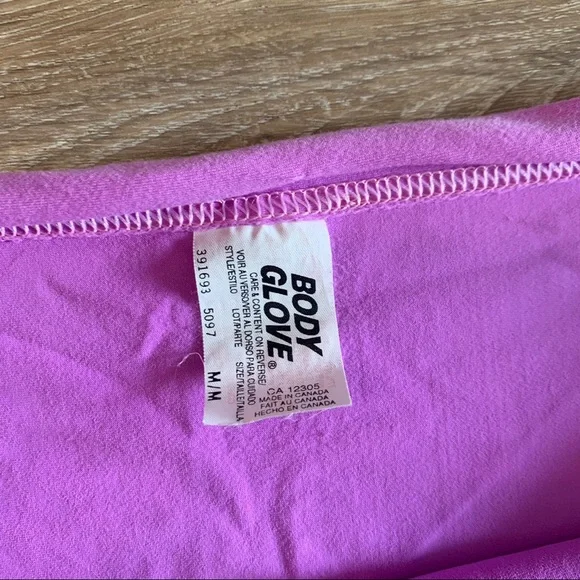 BODY
GLOVE®
CARE & CONTENT ON REVERSE/
VOIR AU VERSO/VER AL DORSO PARA CUIDADO
STYLE/ESTILO LOT/PARTE SIZE/TAILLE/TALLA
391693 5097 M/M
CA 12305
MADE IN CANADA
FAIT AU CANADA
HECHO EN CANADA